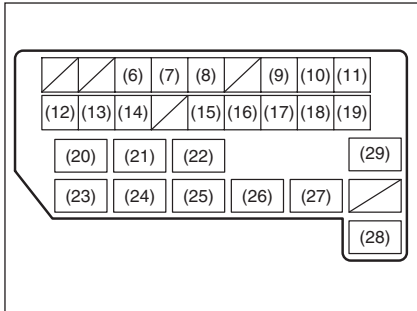 (6) (7) (8) (9) (10) (11)
(12) (13) (14) (15) (16) (17) (18) (19)
(20) (21) (22) (29)
(23) (24) (25) (26) (27)
(28)